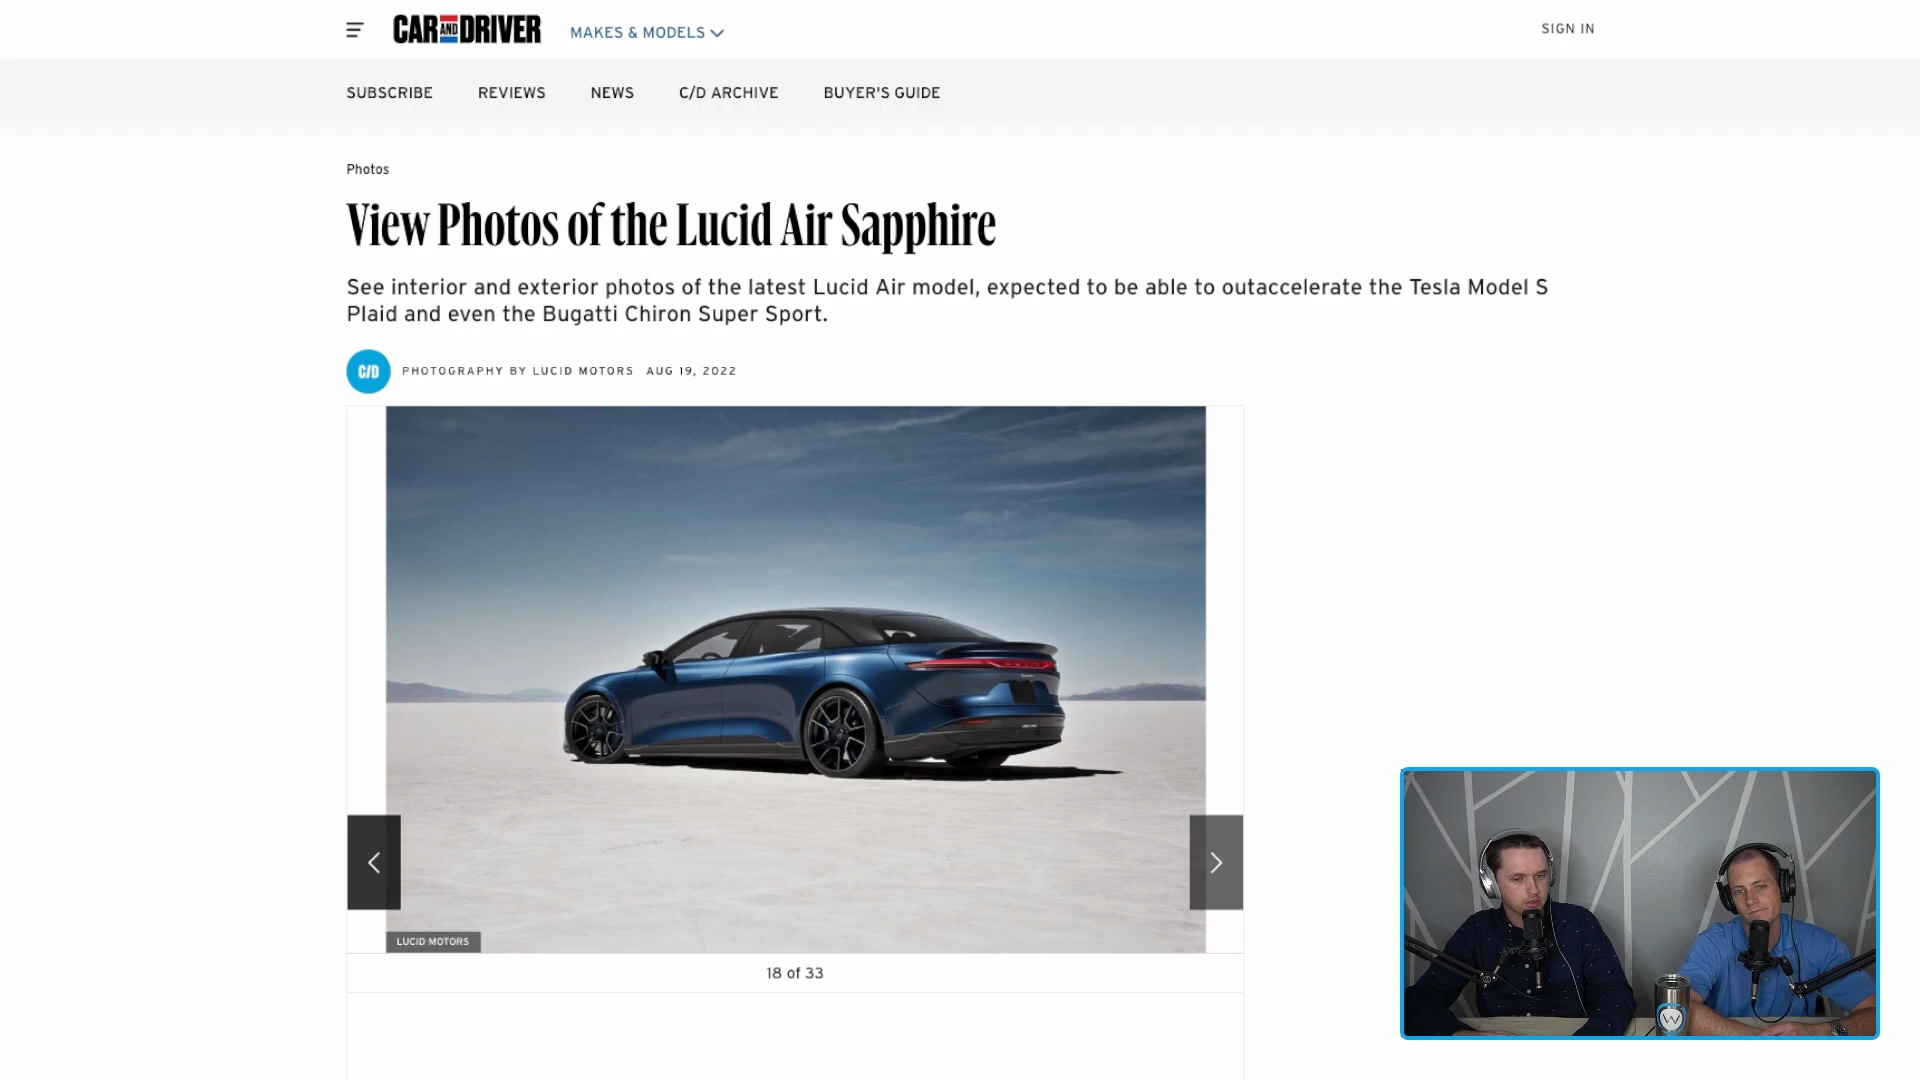 CAR AND DRIVER
MAKES & MODELS
SIGN IN
SUBSCRIBE
REVIEWS
NEWS
C/D ARCHIVE
BUYER'S GUIDE
Photos
View Photos of the Lucid Air Sapphire
See interior and exterior photos of the latest Lucid Air model, expected to be able to outaccelerate the Tesla Model S
Plaid and even the Bugatti Chiron Super Sport.
C/D
PHOTOGRAPHY BY LUCID MOTORS AUG 19, 2022
LUCID MOTORS
18 of 33
W